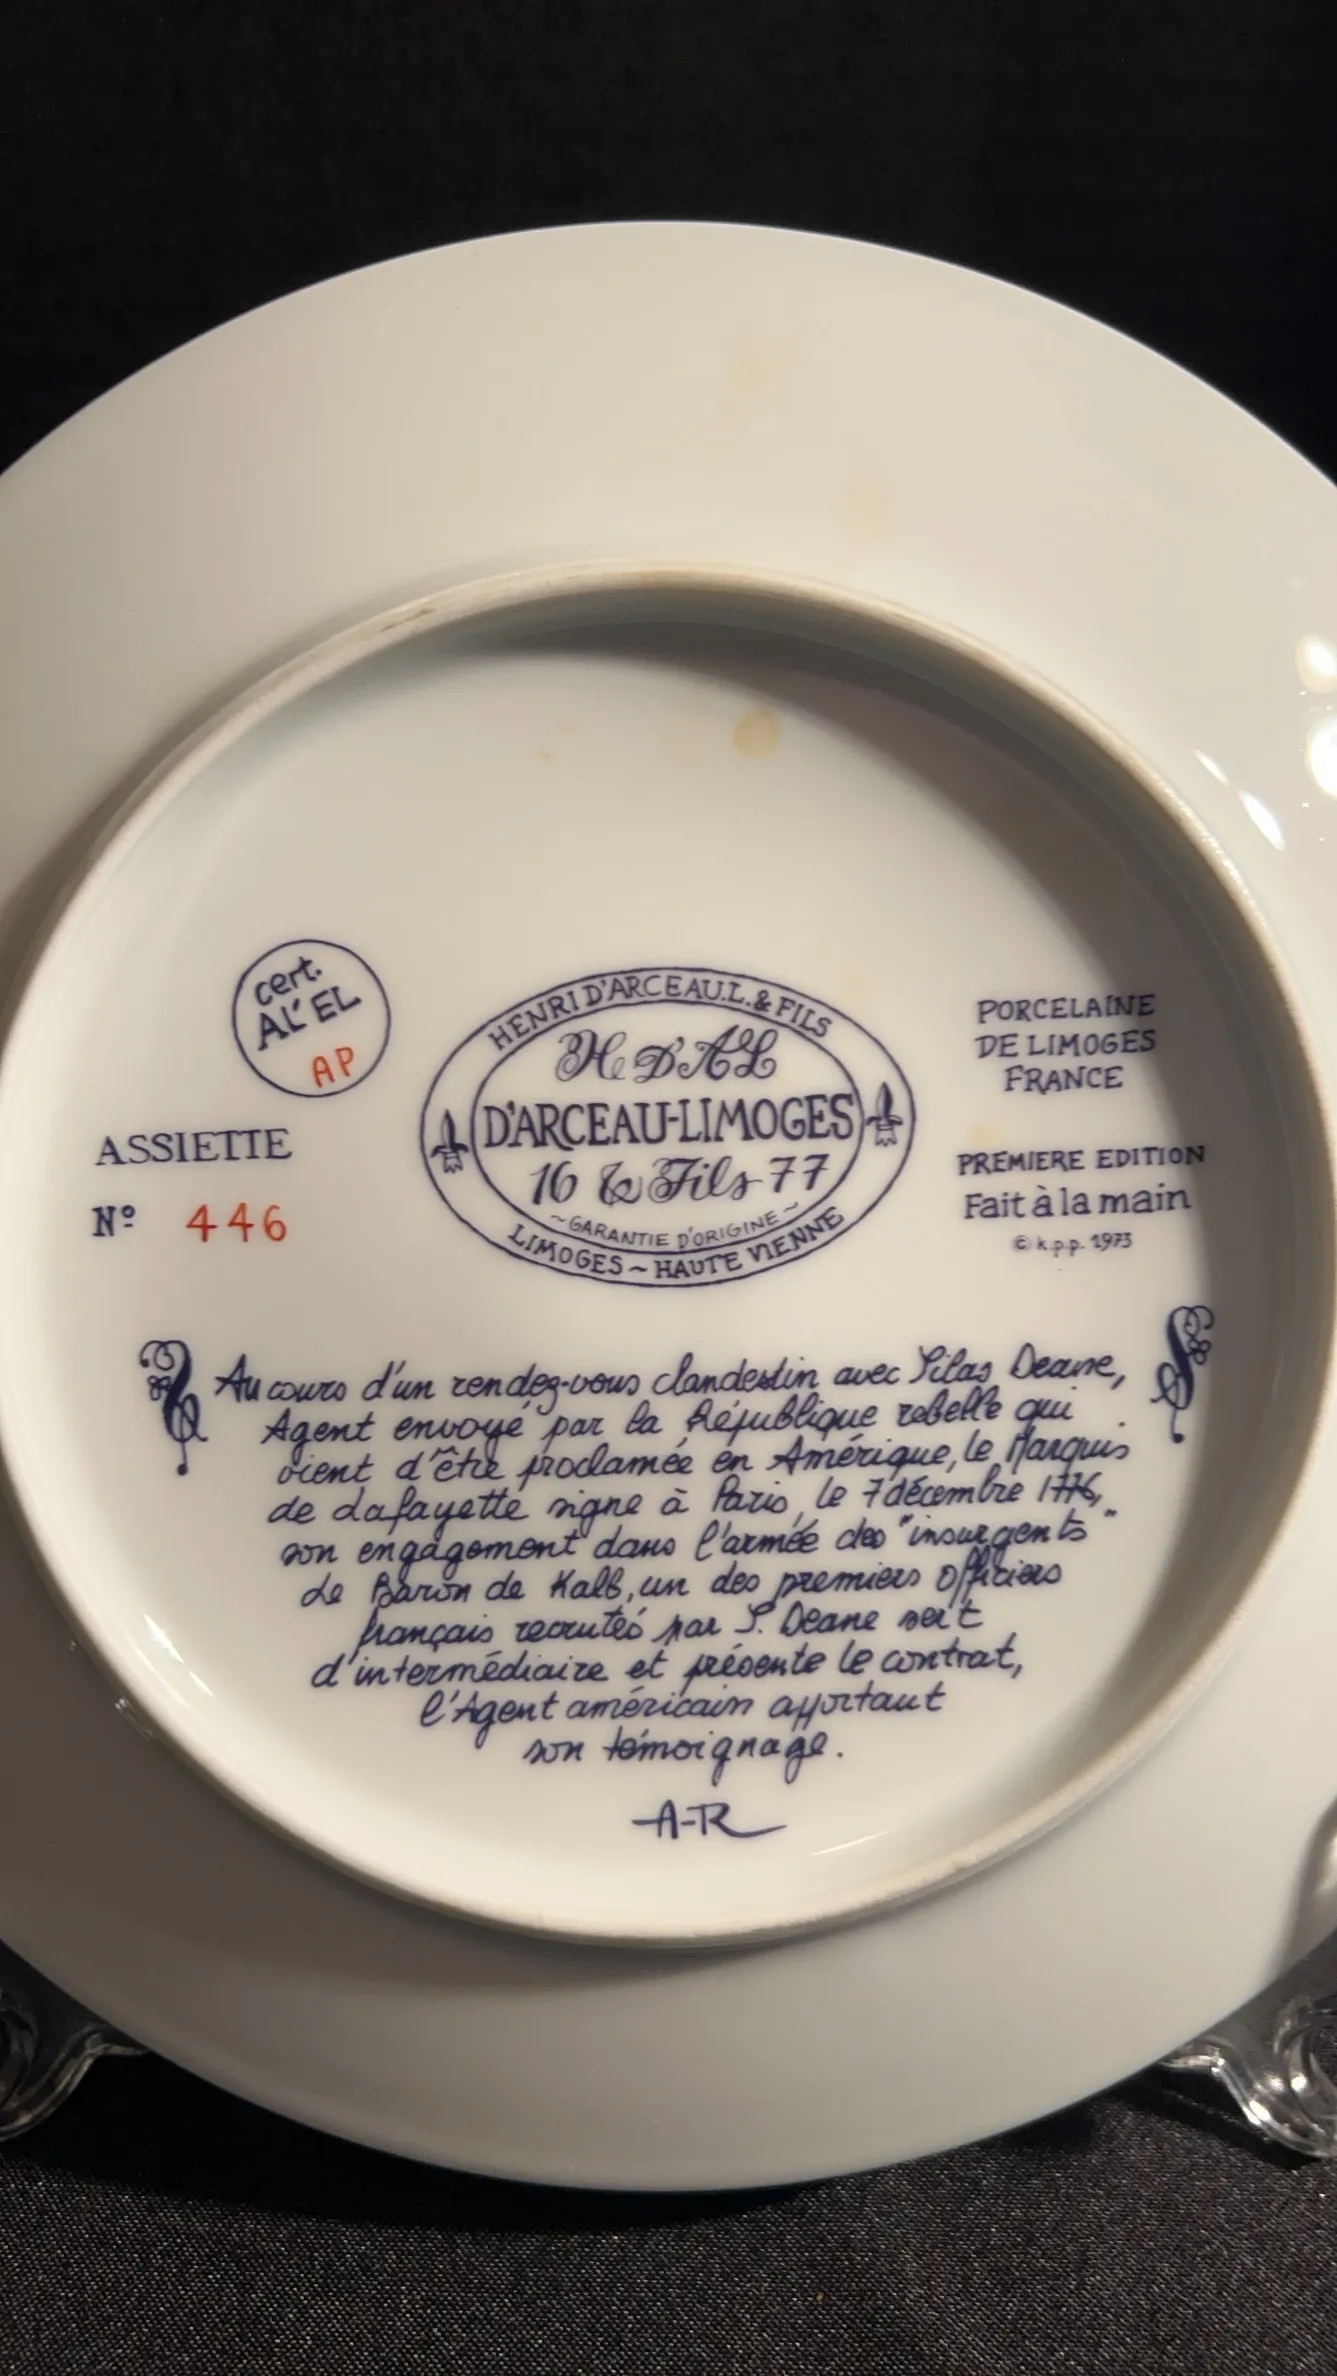 cert.
AL' EL
AP
ASSIETTE
Nº 446
HENRI D'ARCEAU.L.& FILS
H D'A L
D'ARCEAU-LIMOGES
16 & Fils 77
~GARANTIE D'ORIGINE~
LIMOGES ~ HAUTE VIENNE
PORCELAINE
DE LIMOGES
FRANCE
PREMIERE EDITION
Fait à la main
© k.p.p. 1973
Au cours d'un rendez-vous clandestin avec Silas Deane,
Agent envoyé par la République rebelle qui
vient d'être proclamée en Amérique, le Marquis
de Lafayette signe à Paris, le 7 décembre 1776,
son engagement dans l'armée des "insurgents"
Le Baron de Kalb, un des premiers officiers
français recrutés par S. Deane sert
d'intermédiaire et présente le contrat,
l'Agent américain apportant
son témoignage.
A-R